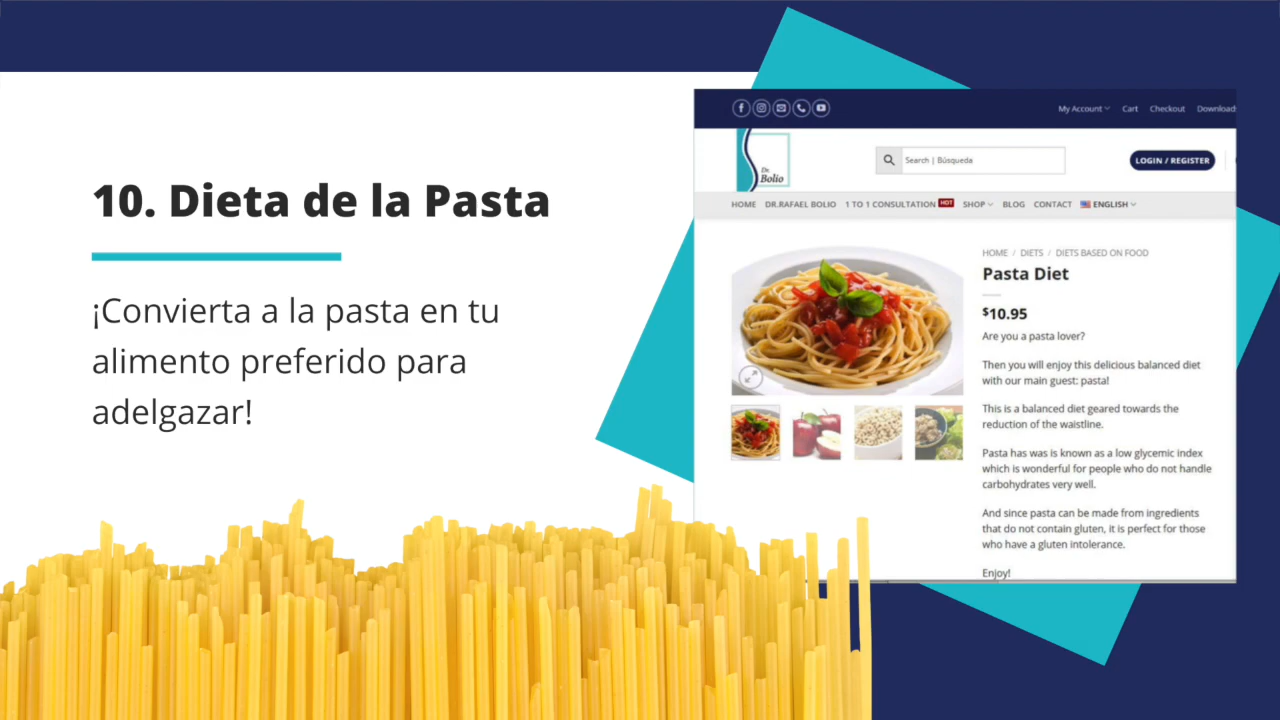 10. Dieta de la Pasta
¡Convierta a la pasta en tu
alimento preferido para
adelgazar!
My Account
Cart
Checkout
Downloads
Dr.
Bolio
Search | Búsqueda
LOGIN / REGISTER
HOME
DR.RAFAEL BOLIO
1 TO 1 CONSULTATION
HOT
SHOP
BLOG
CONTACT
ENGLISH
HOME / DIETS / DIETS BASED ON FOOD
Pasta Diet
$10.95
Are you a pasta lover?
Then you will enjoy this delicious balanced diet
with our main guest: pasta!
This is a balanced diet geared towards the
reduction of the waistline.
Pasta has was is known as a low glycemic index
which is wonderful for people who do not handle
carbohydrates very well.
And since pasta can be made from ingredients
that do not contain gluten, it is perfect for those
who have a gluten intolerance.
Enjoy!